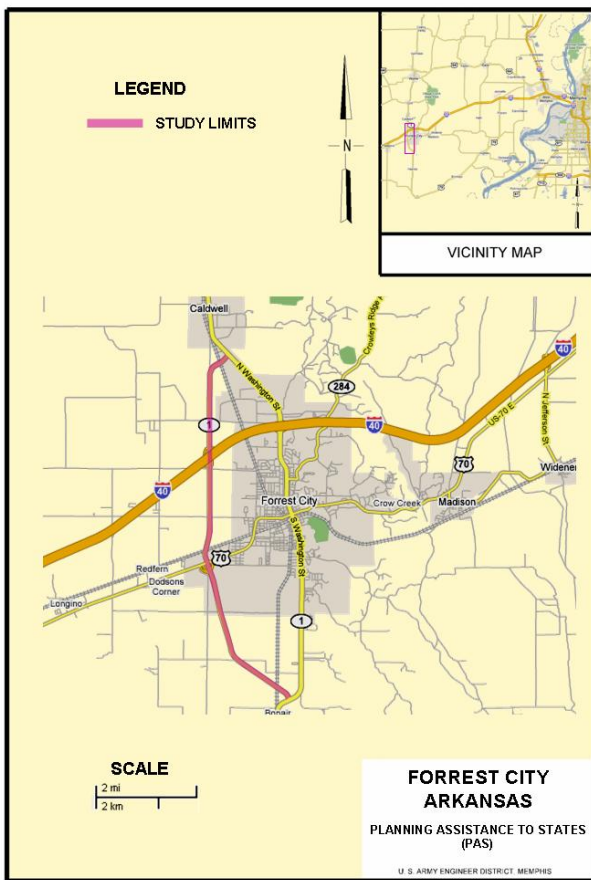 LEGEND
STUDY LIMITS
N
VICINITY MAP
Caldwell
N Washington St
Crowleys Ridge
284
1
40
40
40
US-70 E
N Jefferson St
70
Widener
Madison
Crow Creek
Forrest City
S Washington St
70
Redfern
Dodsons
Corner
Longino
1
Bonair
SCALE
2 mi
2 km
FORREST CITY
ARKANSAS
PLANNING ASSISTANCE TO STATES
(PAS)
U. S. ARMY ENGINEER DISTRICT, MEMPHIS